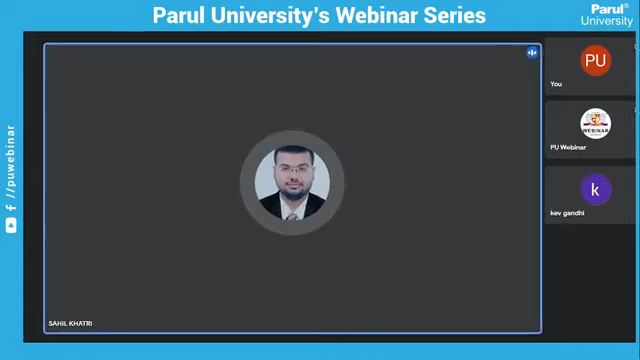 Parul University's Webinar Series
Parul®
University
//puwebinar
PU
You
WEBINAR
PU Webinar
k
kev gandhi
SAHIL KHATRI